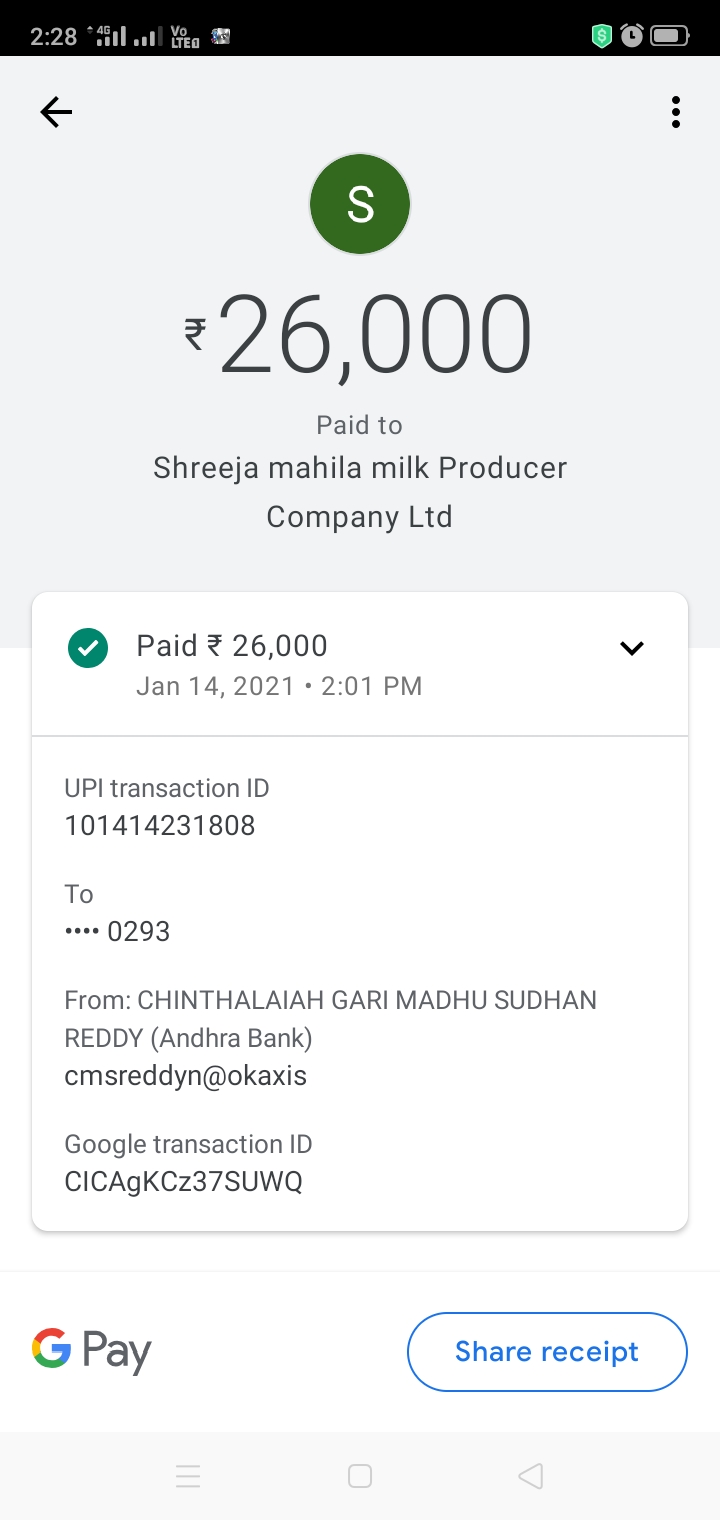 2:28 4G Vo LTE
S
₹26,000
Paid to
Shreeja mahila milk Producer
Company Ltd
Paid ₹ 26,000
Jan 14, 2021 • 2:01 PM
UPI transaction ID
101414231808
To
•••• 0293
From: CHINTHALAIAH GARI MADHU SUDHAN
REDDY (Andhra Bank)
cmsreddyn@okaxis
Google transaction ID
CICAgKCz37SUWQ
G Pay
Share receipt